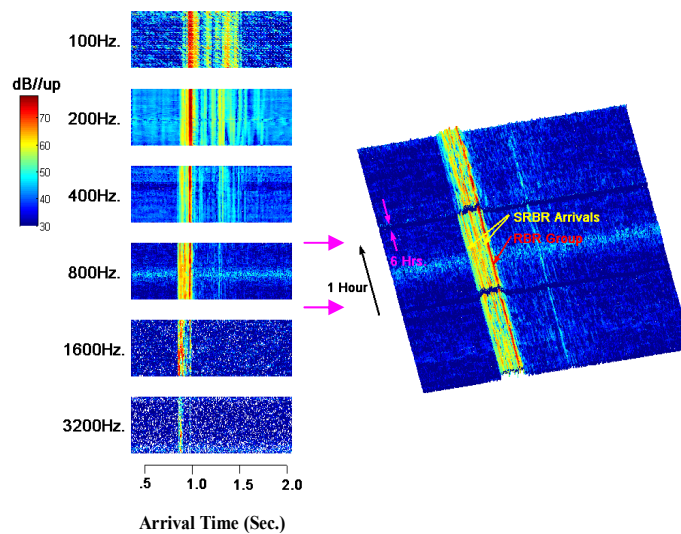 100Hz.
dB//up
70
60
50
40
30
200Hz.
400Hz.
800Hz.
1600Hz.
3200Hz.
.5 1.0 1.5 2.0
Arrival Time (Sec.)
SRBR Arrivals
RBR Group
6 Hrs
1 Hour